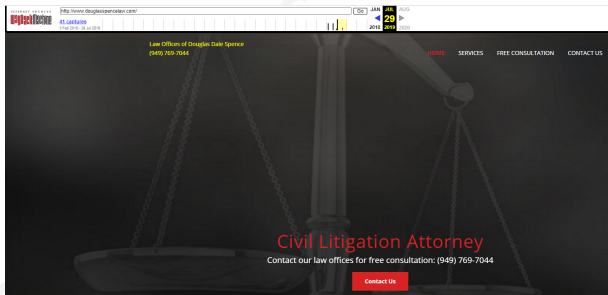 INTERNET ARCHIVE
WayBackMachine
http://www.douglasspencelaw.com/
Go
JAN JUL AUG
41 captures
29
2018 2019 2020
Law Offices of Douglas Dale Spence
(949) 769-7044
HOME SERVICES FREE CONSULTATION CONTACT US
Civil Litigation Attorney
Contact our law offices for free consultation: (949) 769-7044
Contact Us